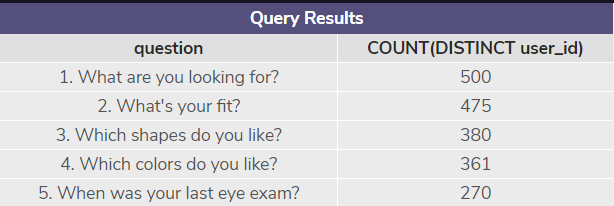 Query Results
question COUNT(DISTINCT user_id)
1. What are you looking for? 500
2. What's your fit? 475
3. Which shapes do you like? 380
4. Which colors do you like? 361
5. When was your last eye exam? 270